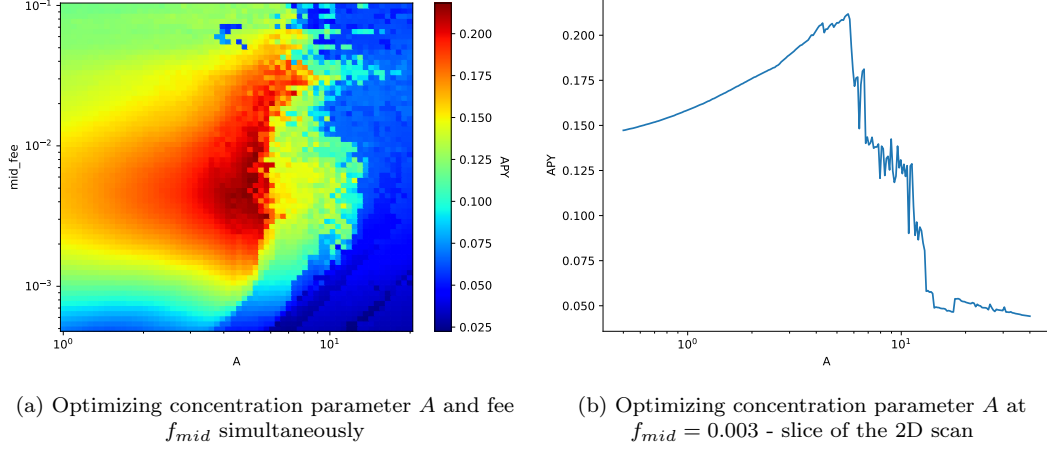 10⁻¹
10⁻²
10⁻³
mid_fee
10⁰
10¹
A
0.200
0.175
0.150
0.125
0.100
0.075
0.050
0.025
APY
0.200
0.175
0.150
0.125
0.100
0.075
0.050
APY
10⁰
10¹
A
(a) Optimizing concentration parameter A and fee
f_mid simultaneously
(b) Optimizing concentration parameter A at
f_mid = 0.003 - slice of the 2D scan